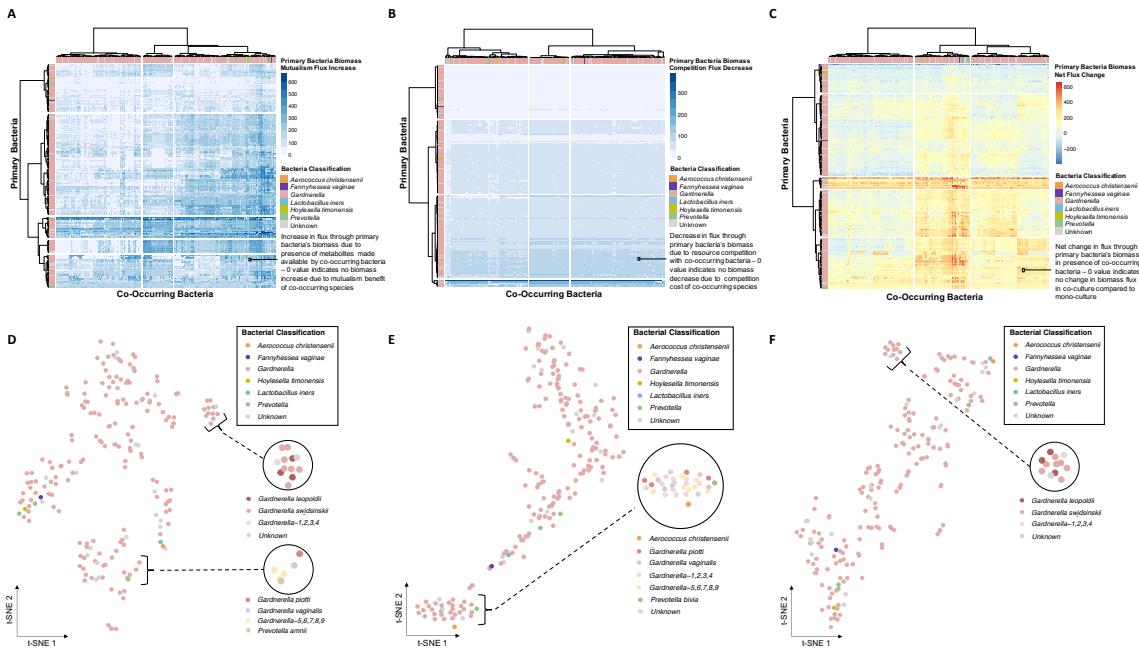 A
Primary Bacteria Biomass
Mutualism Flux Increase
600
500
400
300
200
100
0
Bacteria Classification
Aerococcus christensenii
Fannyhessea vaginae
Gardnerella
Lactobacillus iners
Hoylesella timonensis
Prevotella
Unknown
Increase in flux through primary
bacteria's biomass due to
presence of metabolites made
available by co-occurring bacteria
– 0 value indicates no biomass
increase due to mutualism benefit
of co-occurring species
Primary Bacteria
Co-Occurring Bacteria
B
Primary Bacteria Biomass
Competition Flux Decrease
300
200
100
0
Bacteria Classification
Aerococcus christensenii
Fannyhessea vaginae
Gardnerella
Lactobacillus iners
Hoylesella timonensis
Prevotella
Unknown
Decrease in flux through
primary bacteria's biomass
due to resource competition
with co-occurring bacteria – 0
value indicates no biomass
decrease due to competition
cost of co-occurring species
Primary Bacteria
Co-Occurring Bacteria
C
Primary Bacteria Biomass
Net Flux Change
600
400
200
0
−200
Bacteria Classification
Aerococcus christensenii
Fannyhessea vaginae
Gardnerella
Lactobacillus iners
Hoylesella timonensis
Prevotella
Unknown
Net change in flux through
primary bacteria's biomass
in presence of co-occurring
bacteria – 0 value indicates
no change in biomass flux
in co-culture compared to
mono-culture
Primary Bacteria
Co-Occurring Bacteria
D
Bacterial Classification
Aerococcus christensenii
Fannyhessea vaginae
Gardnerella
Hoylesella timonensis
Lactobacillus iners
Prevotella
Unknown
Gardnerella leopoldii
Gardnerella swidsinskii
Gardnerella−1,2,3,4
Unknown
Gardnerella piotti
Gardnerella vaginalis
Gardnerella−5,6,7,8,9
Prevotella amnii
t-SNE 2
t-SNE 1
E
Bacterial Classification
Aerococcus christensenii
Fannyhessea vaginae
Gardnerella
Hoylesella timonensis
Lactobacillus iners
Prevotella
Unknown
Aerococcus christensenii
Gardnerella piotti
Gardnerella vaginalis
Gardnerella−1,2,3,4
Gardnerella−5,6,7,8,9
Prevotella bivia
Unknown
t-SNE 2
t-SNE 1
F
Bacterial Classification
Aerococcus christensenii
Fannyhessea vaginae
Gardnerella
Hoylesella timonensis
Lactobacillus iners
Prevotella
Unknown
Gardnerella leopoldii
Gardnerella swidsinskii
Gardnerella−1,2,3,4
Unknown
t-SNE 2
t-SNE 1